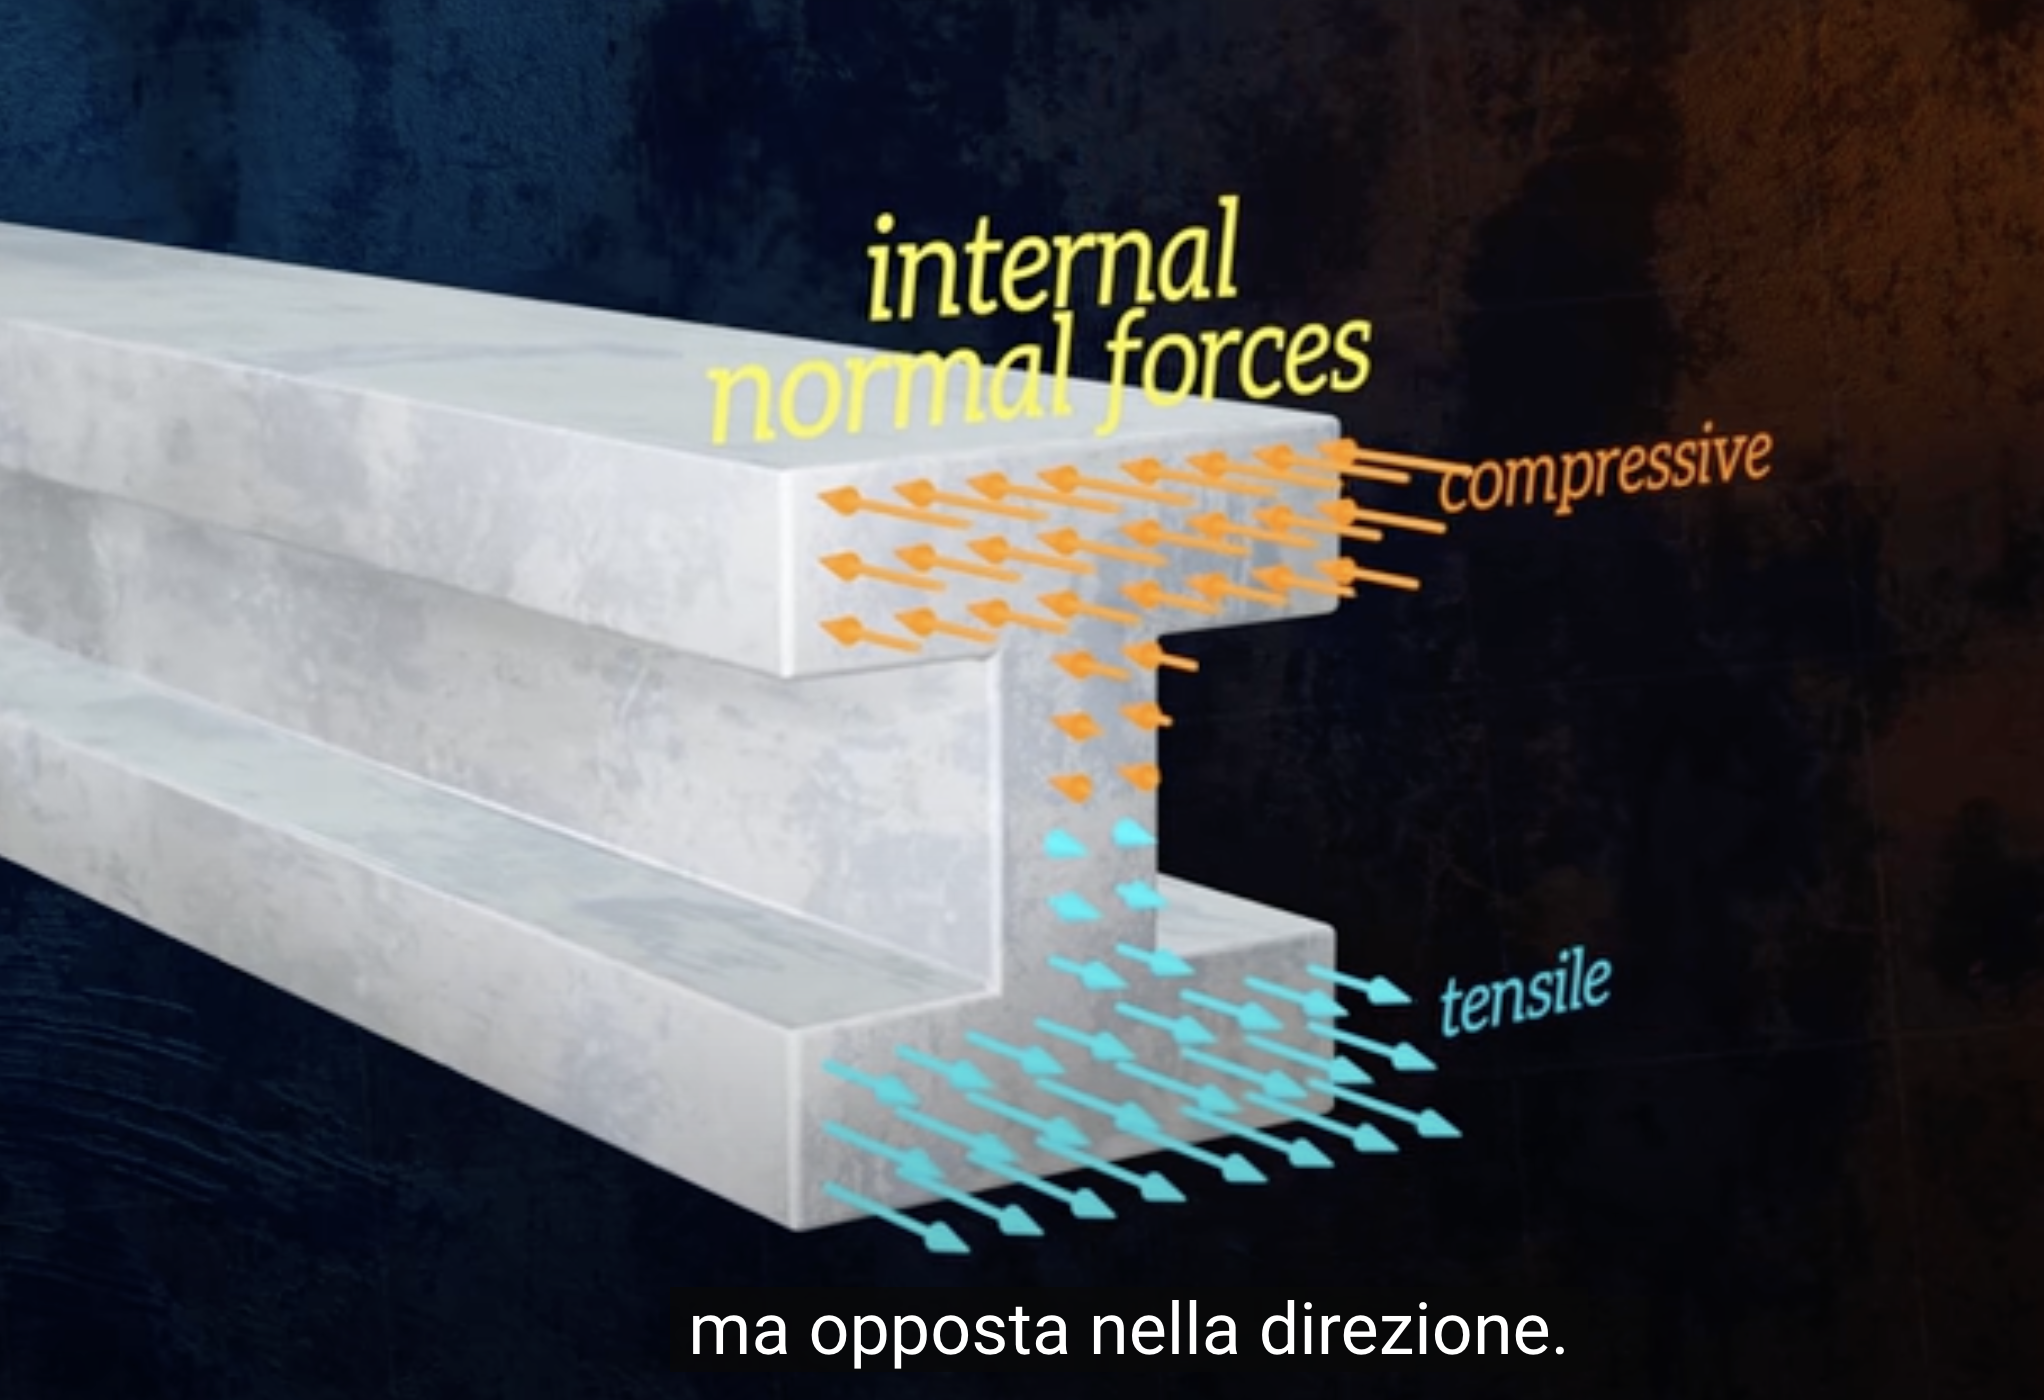 internal
normal forces
compressive
tensile
ma opposta nella direzione.